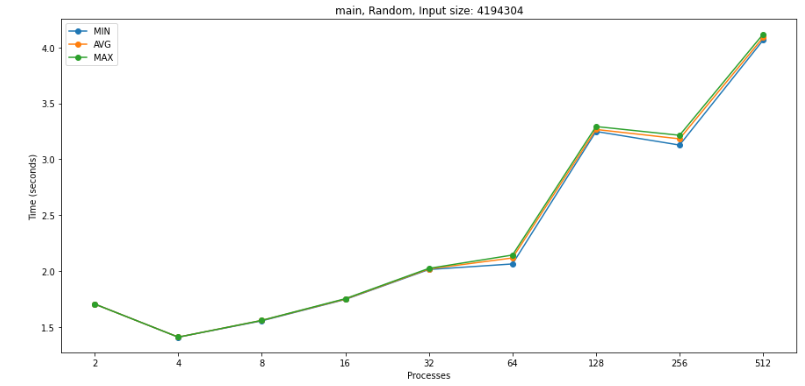 main, Random, Input size: 4194304
MIN
AVG
MAX
Time (seconds)
4.0
3.5
3.0
2.5
2.0
1.5
2 4 8 16 32 64 128 256 512
Processes